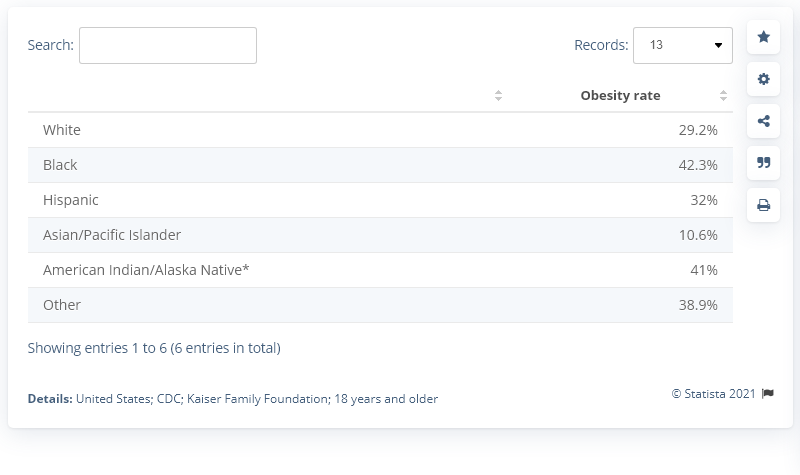 Search:
Records: 13
Obesity rate
White 29.2%
Black 42.3%
Hispanic 32%
Asian/Pacific Islander 10.6%
American Indian/Alaska Native* 41%
Other 38.9%
Showing entries 1 to 6 (6 entries in total)
Details: United States; CDC; Kaiser Family Foundation; 18 years and older
© Statista 2021